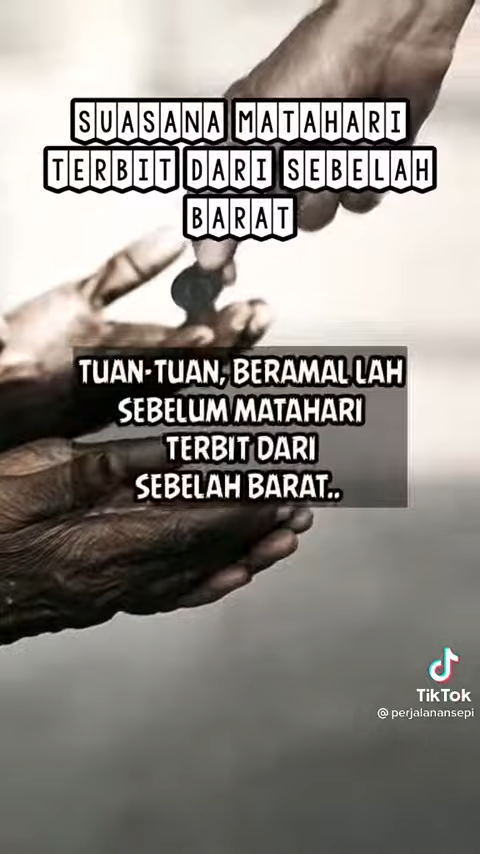 SUASANA MATAHARI
TERBIT DARI SEBELAH
BARAT
TUAN-TUAN, BERAMAL LAH
SEBELUM MATAHARI
TERBIT DARI
SEBELAH BARAT..
TikTok
@perjalanansepi